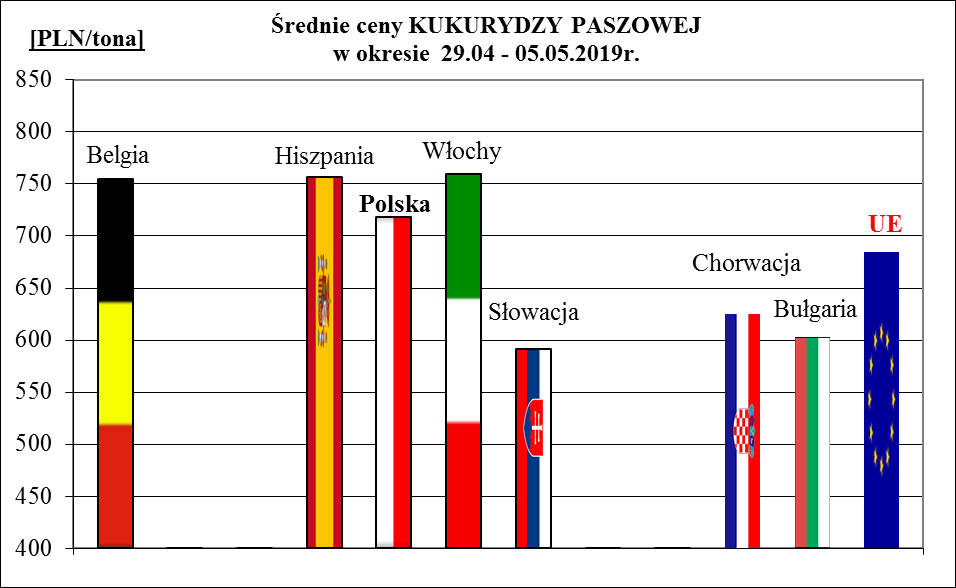 Średnie ceny KUKURYDZY PASZOWEJ
w okresie 29.04 - 05.05.2019r.
[PLN/tona]
850
800
750
700
650
600
550
500
450
400
Belgia
Hiszpania
Polska
Włochy
Słowacja
Chorwacja
Bułgaria
UE